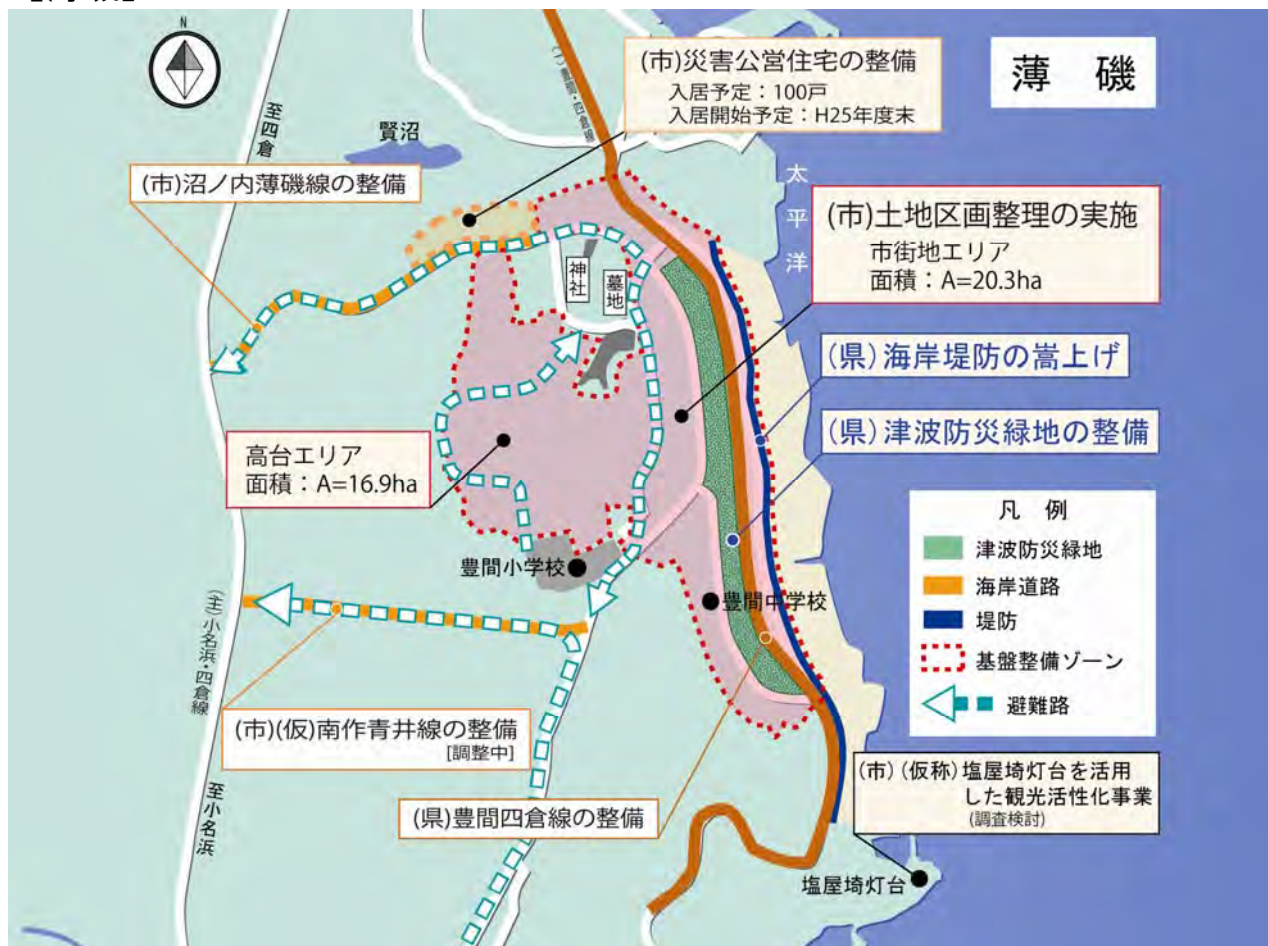 薄磯
N
(市)災害公営住宅の整備
入居予定：100戸
入居開始予定：H25年度末
(一)豊間・四倉線
至四倉
賢沼
(市)沼ノ内薄磯線の整備
太平洋
(市)土地区画整理の実施
市街地エリア
面積：A=20.3ha
神社
墓地
(県)海岸堤防の嵩上げ
(県)津波防災緑地の整備
高台エリア
面積：A=16.9ha
凡例
津波防災緑地
海岸道路
堤防
基盤整備ゾーン
避難路
豊間小学校
豊間中学校
(主)小名浜・四倉線
(市)(仮)南作青井線の整備
[調整中]
至小名浜
(県)豊間四倉線の整備
(市)(仮称)塩屋埼灯台を活用
した観光活性化事業
(調査検討)
塩屋埼灯台